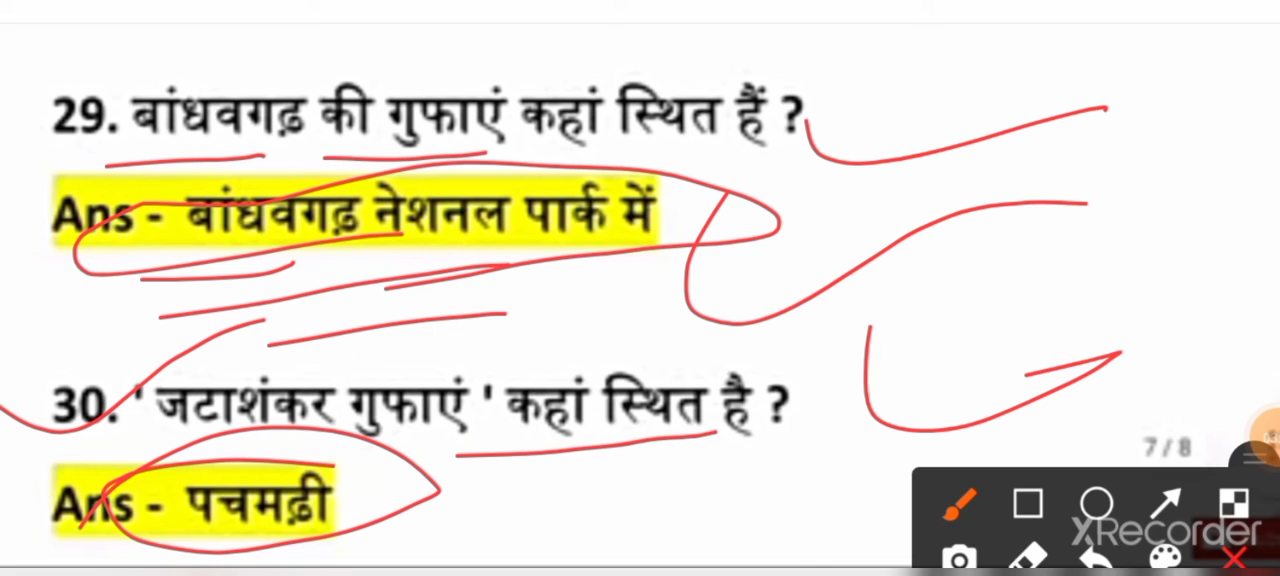 29. बांधवगढ़ की गुफाएं कहां स्थित हैं ?
Ans - बांधवगढ़ नेशनल पार्क में
30. ' जटाशंकर गुफाएं ' कहां स्थित है ?
7 / 8
Ans - पचमढ़ी
XRecorder